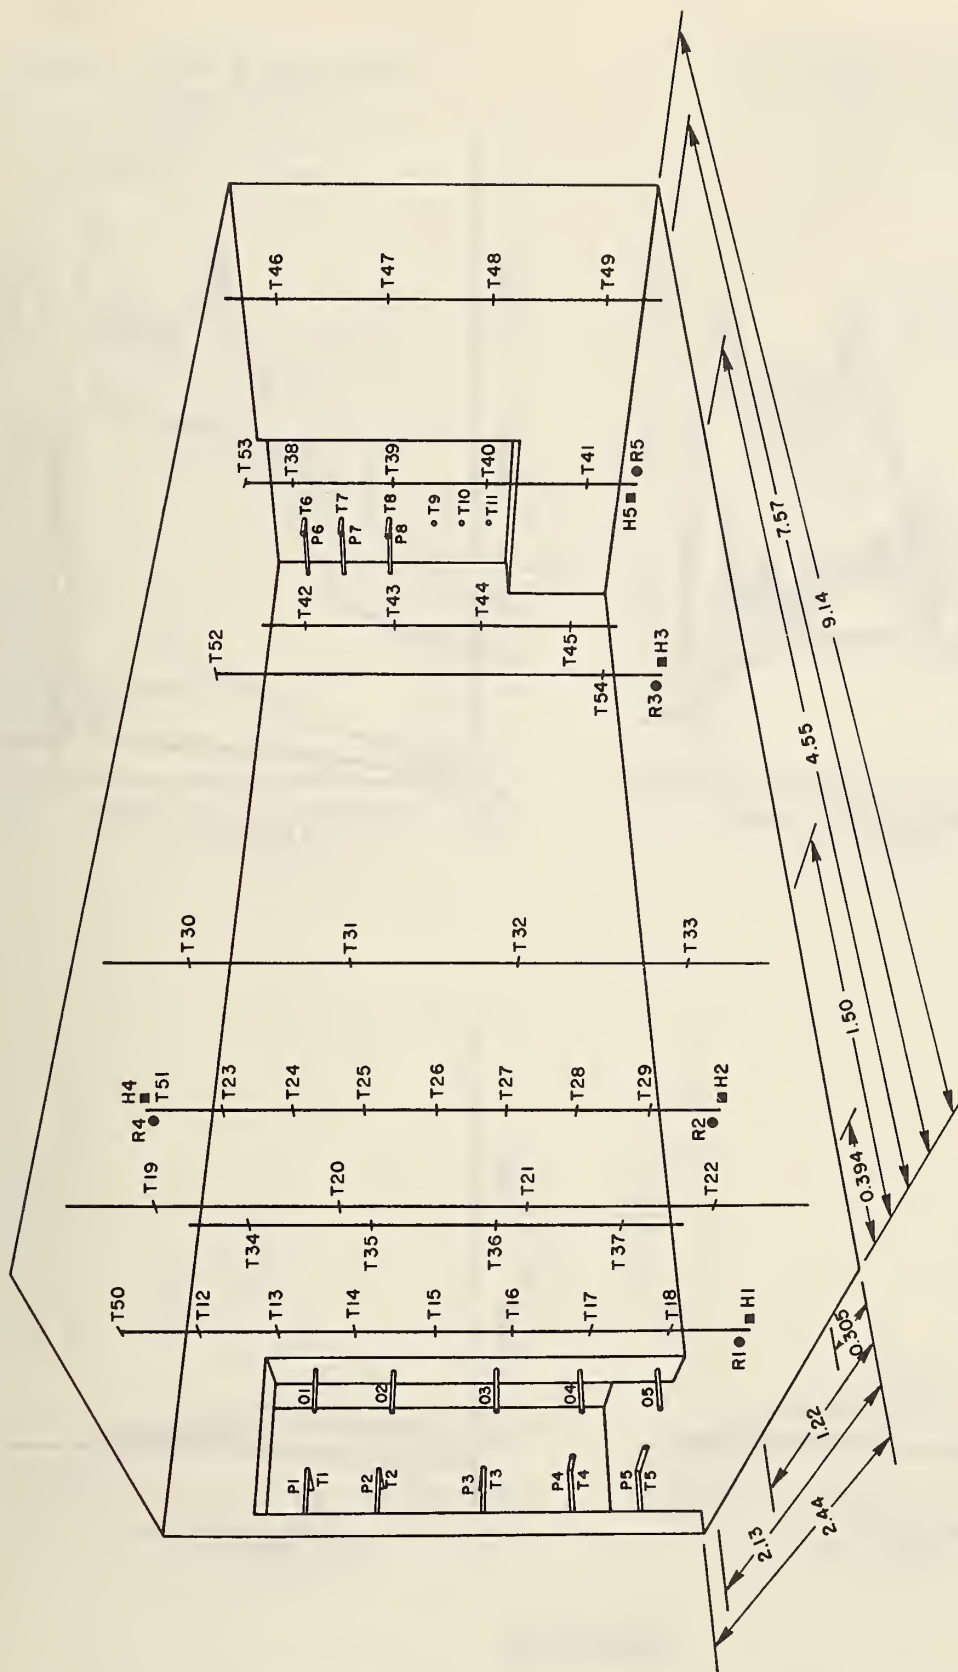 T46
T47
T48
T49
T53
T38
T39
T40
T41
T6
P6
T7
P7
T8
P8
T9
T10
T11
H5
R5
T42
T43
T44
T45
T52
T54
R3
H3
T30
T31
T32
T33
H4
R4
T51
T23
T24
T25
T26
T27
T28
T29
R2
H2
T19
T20
T21
T22
T34
T35
T36
T37
T50
T12
T13
T14
T15
T16
T17
T18
R1
H1
O1
O2
O3
O4
O5
P1
T1
P2
T2
P3
T3
P4
T4
P5
T5
9.14
7.57
4.55
1.50
0.394
0.305
1.22
2.13
2.44